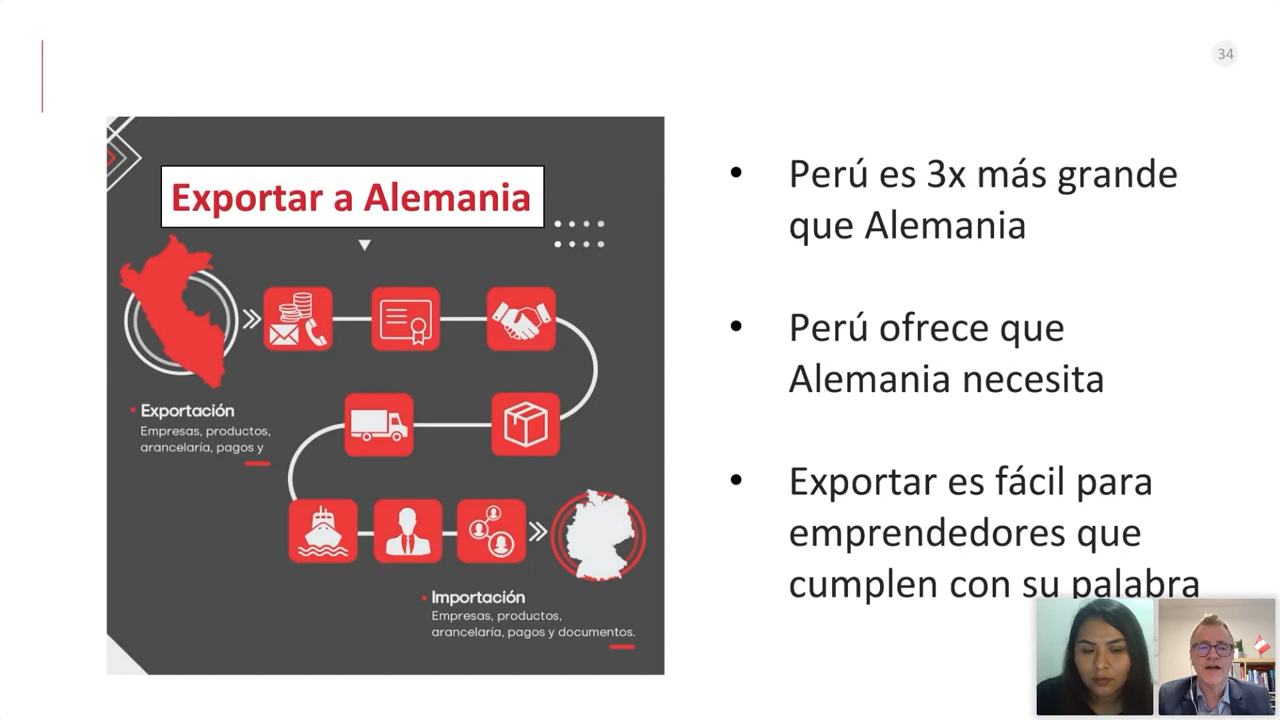 34
Exportar a Alemania
Exportación
Empresas, productos,
arancelaría, pagos y
Importación
Empresas, productos,
arancelaría, pagos y documentos.
• Perú es 3x más grande
que Alemania
• Perú ofrece que
Alemania necesita
• Exportar es fácil para
emprendedores que
cumplen con su palabra